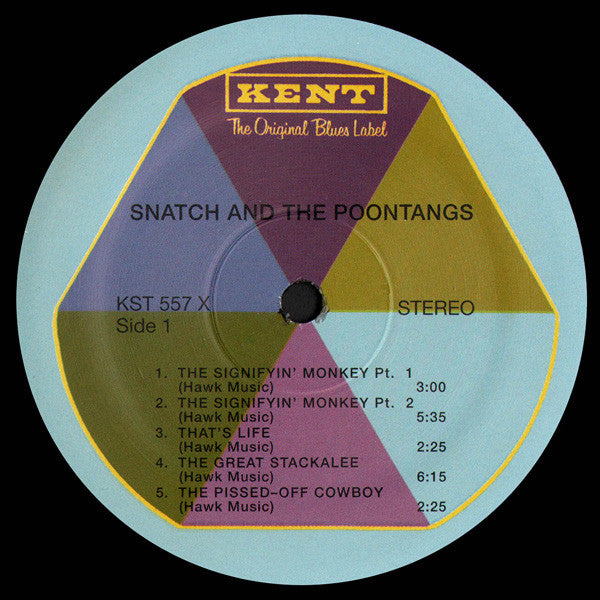 KENT
The Original Blues Label
SNATCH AND THE POONTANGS
KST 557 X
STEREO
Side 1
1. THE SIGNIFYIN' MONKEY Pt. 1
(Hawk Music) 3:00
2. THE SIGNIFYIN' MONKEY Pt. 2
(Hawk Music) 5:35
3. THAT'S LIFE
(Hawk Music) 2:25
4. THE GREAT STACKALEE
(Hawk Music) 6:15
5. THE PISSED–OFF COWBOY
(Hawk Music) 2:25